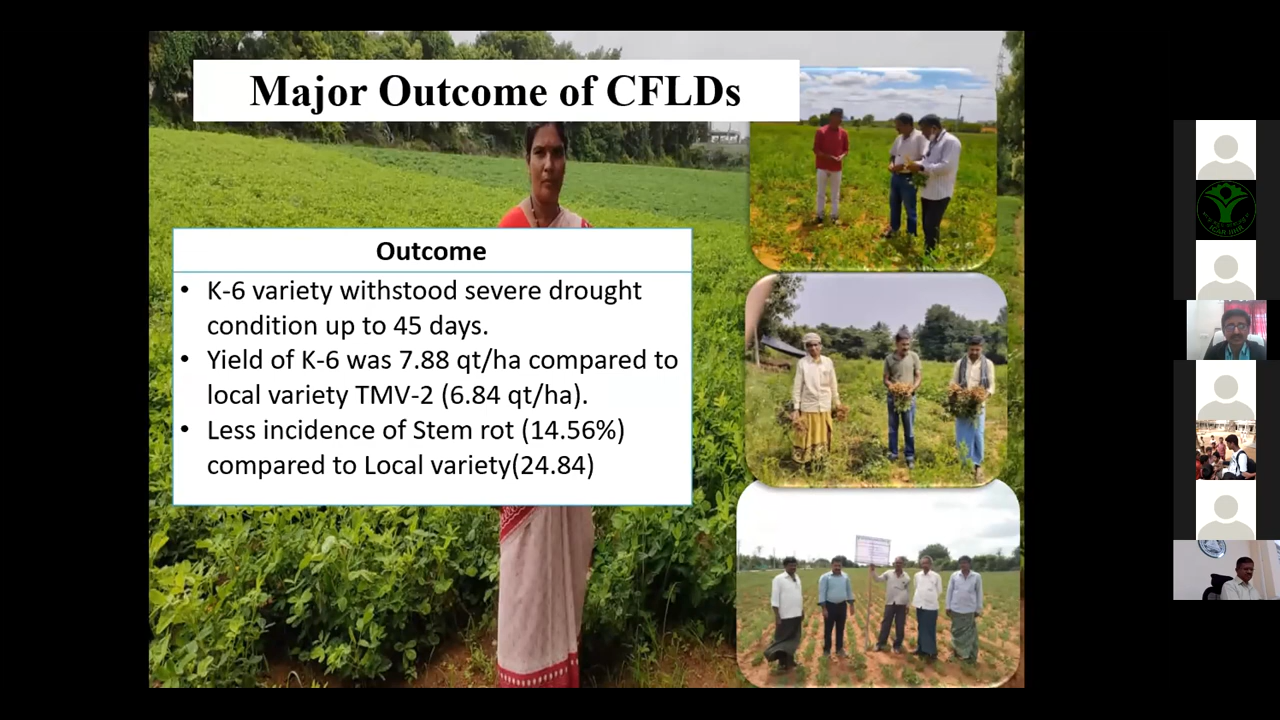 Major Outcome of CFLDs
Outcome
• K-6 variety withstood severe drought
condition up to 45 days.
• Yield of K-6 was 7.88 qt/ha compared to
local variety TMV-2 (6.84 qt/ha).
• Less incidence of Stem rot (14.56%)
compared to Local variety(24.84)